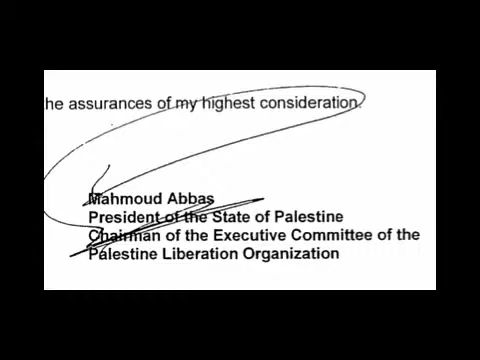 he assurances of my highest consideration.
Mahmoud Abbas
President of the State of Palestine
Chairman of the Executive Committee of the
Palestine Liberation Organization